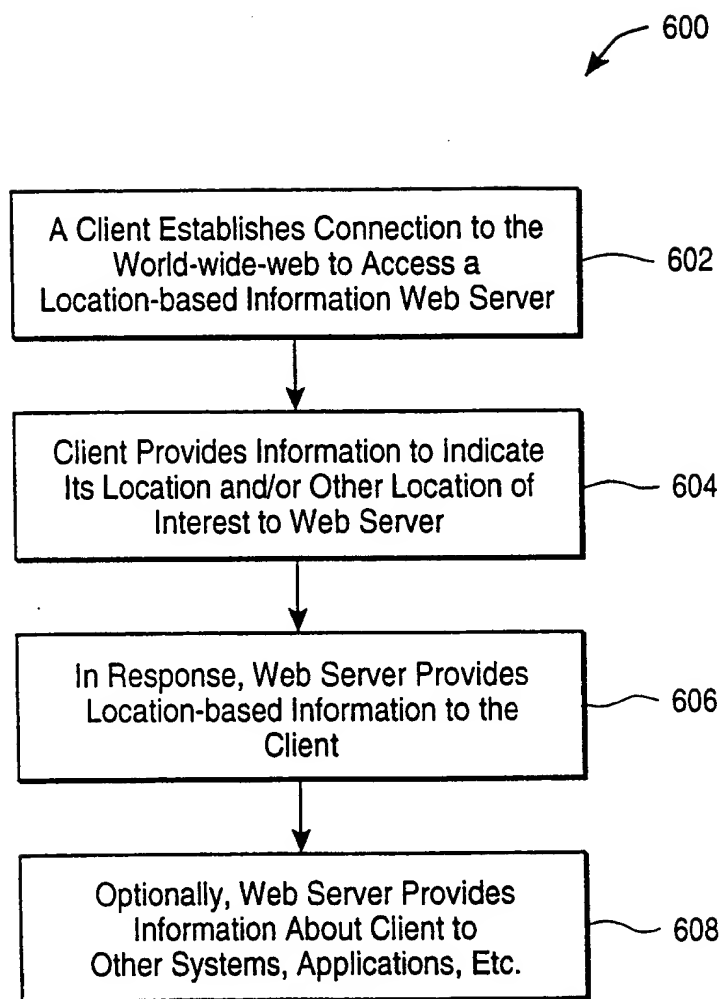 600
A Client Establishes Connection to the
World-wide-web to Access a
Location-based Information Web Server
602
Client Provides Information to Indicate
Its Location and/or Other Location of
Interest to Web Server
604
In Response, Web Server Provides
Location-based Information to the
Client
606
Optionally, Web Server Provides
Information About Client to
Other Systems, Applications, Etc.
608